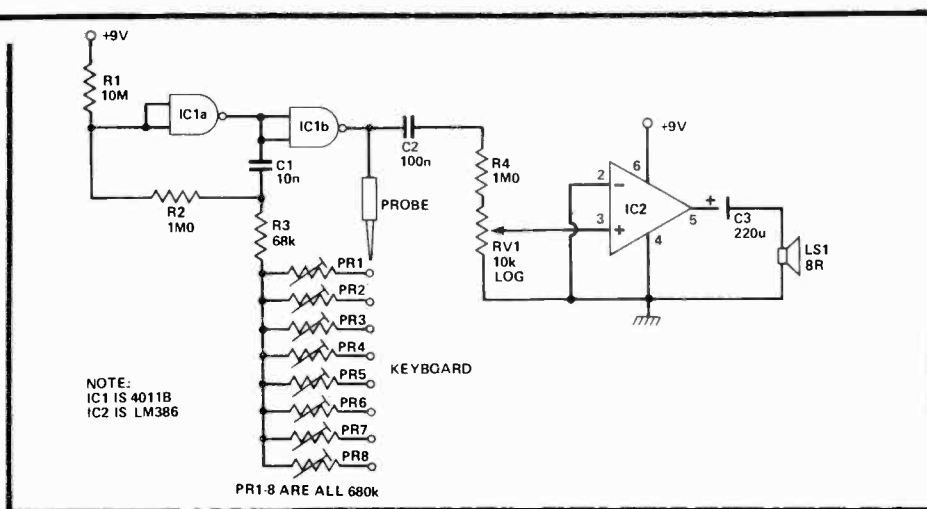 +9V
R1
10M
IC1a
IC1b
C1
10n
R2
1M0
R3
68k
C2
100n
PROBE
R4
1M0
RV1
10k
LOG
+9V
6
2
-
3
+
IC2
4
5
+
C3
220u
LS1
8R
PR1
PR2
PR3
PR4
PR5
PR6
PR7
PR8
KEYBOARD
NOTE:
IC1 IS 4011B
IC2 IS LM386
PR1-8 ARE ALL 680k